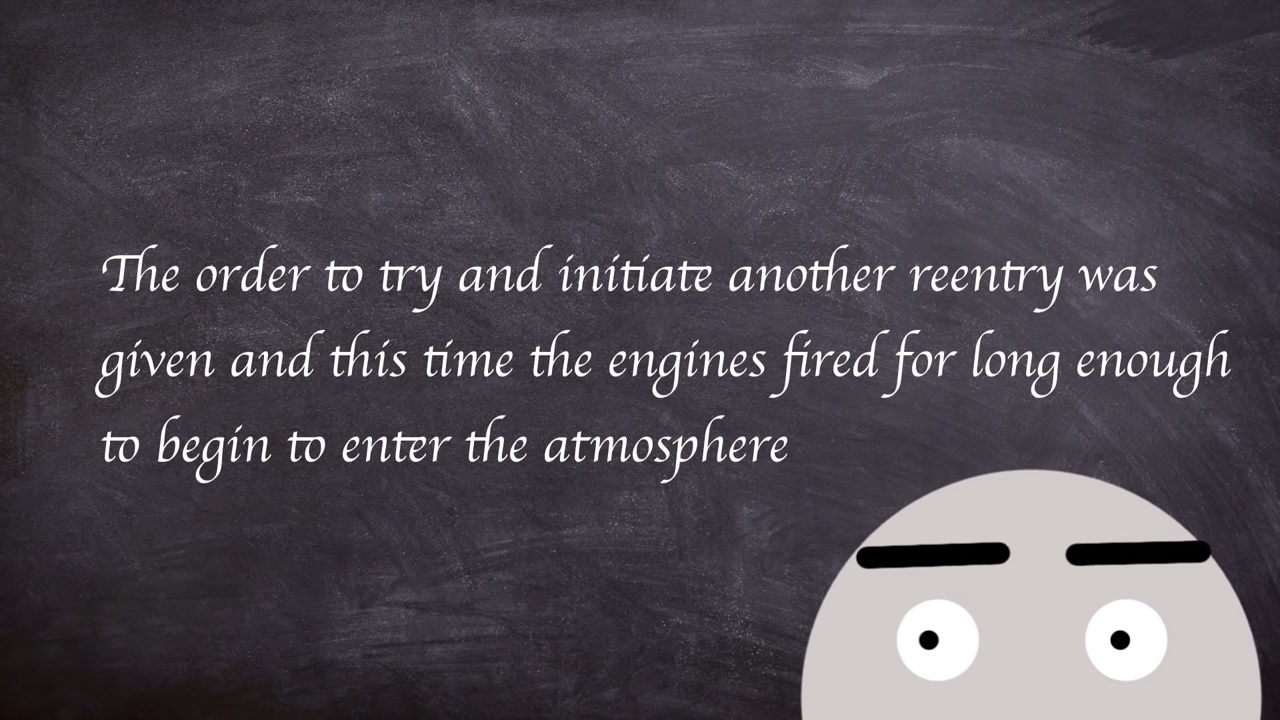 The order to try and initiate another reentry was
given and this time the engines fired for long enough
to begin to enter the atmosphere